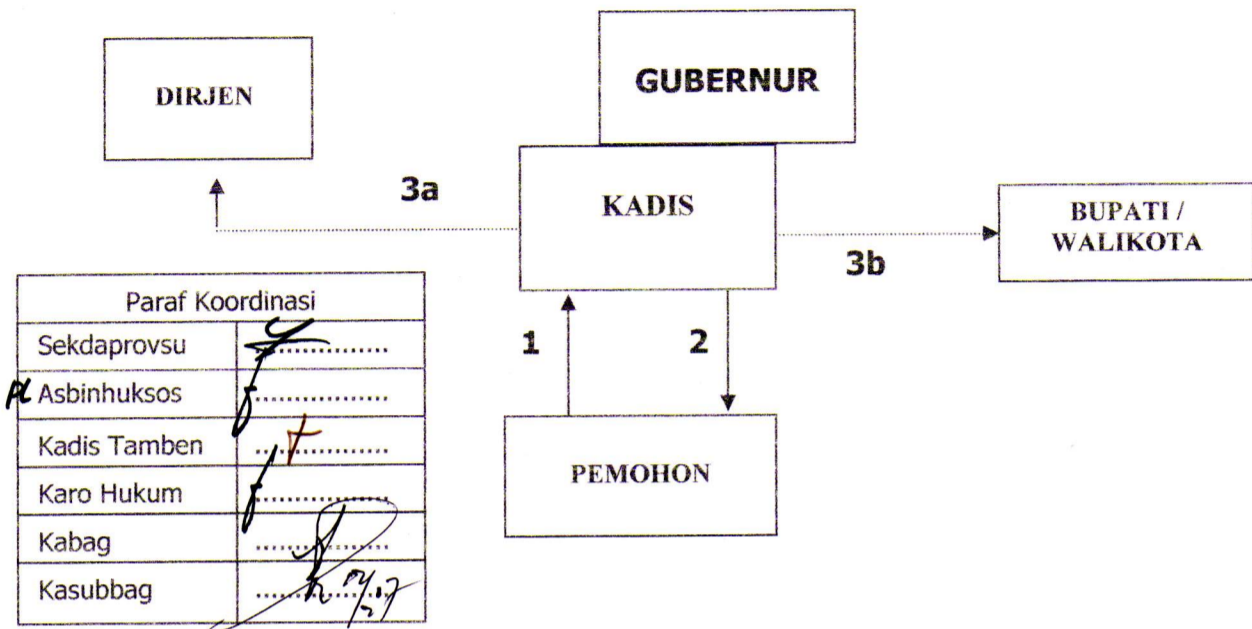 DIRJEN
GUBERNUR
3a
KADIS
BUPATI /
WALIKOTA
3b
1
2
PEMOHON
Paraf Koordinasi
Sekdaprovsu ................
Asbinhuksos ................
Kadis Tamben ................
Karo Hukum ................
Kabag ................
Kasubbag ................